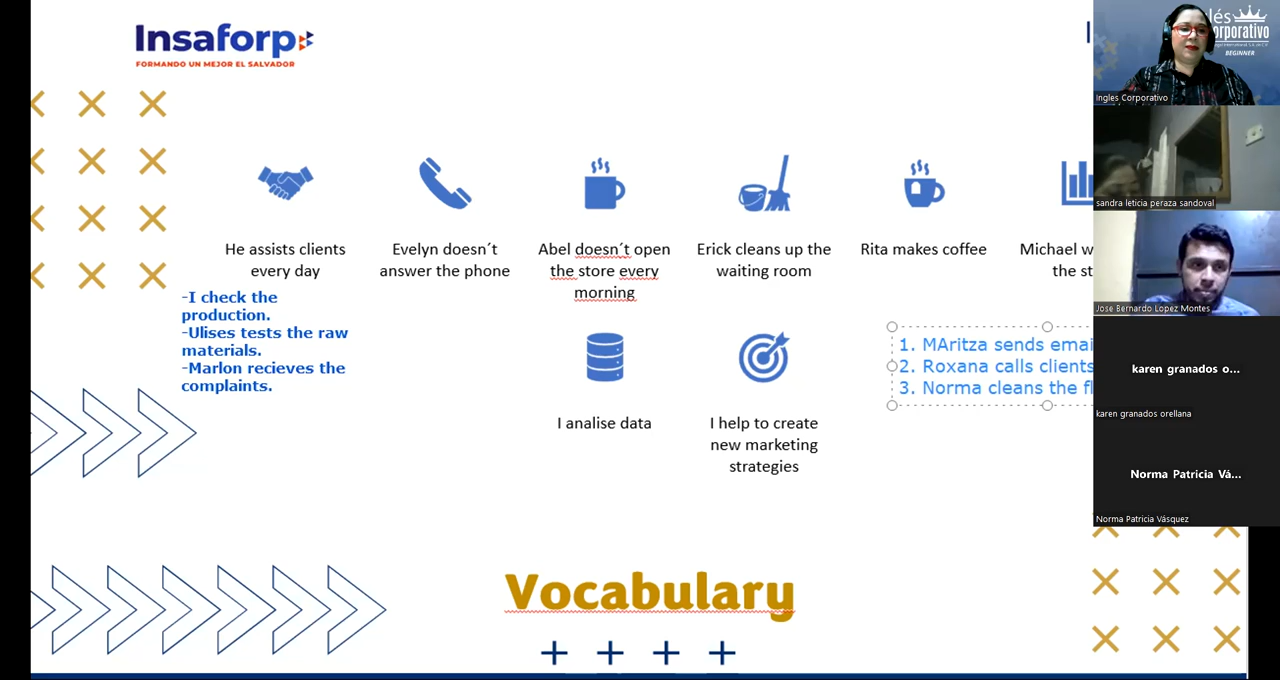 Insaforp
FORMANDO UN MEJOR EL SALVADOR
He assists clients
every day
Evelyn doesn´t
answer the phone
Abel doesn´t open
the store every
morning
Erick cleans up the
waiting room
Rita makes coffee
Michael w
the st
-I check the
production.
-Ulises tests the raw
materials.
-Marlon recieves the
complaints.
I analise data
I help to create
new marketing
strategies
1. MAritza sends emai
2. Roxana calls clients
3. Norma cleans the fl
Vocabulary
lés
orporativo
BEGINNER
Ingles Corporativo
sandra leticia peraza sandoval
Jose Bernardo Lopez Montes
karen granados o...
karen granados orellana
Norma Patricia Vá...
Norma Patricia Vásquez